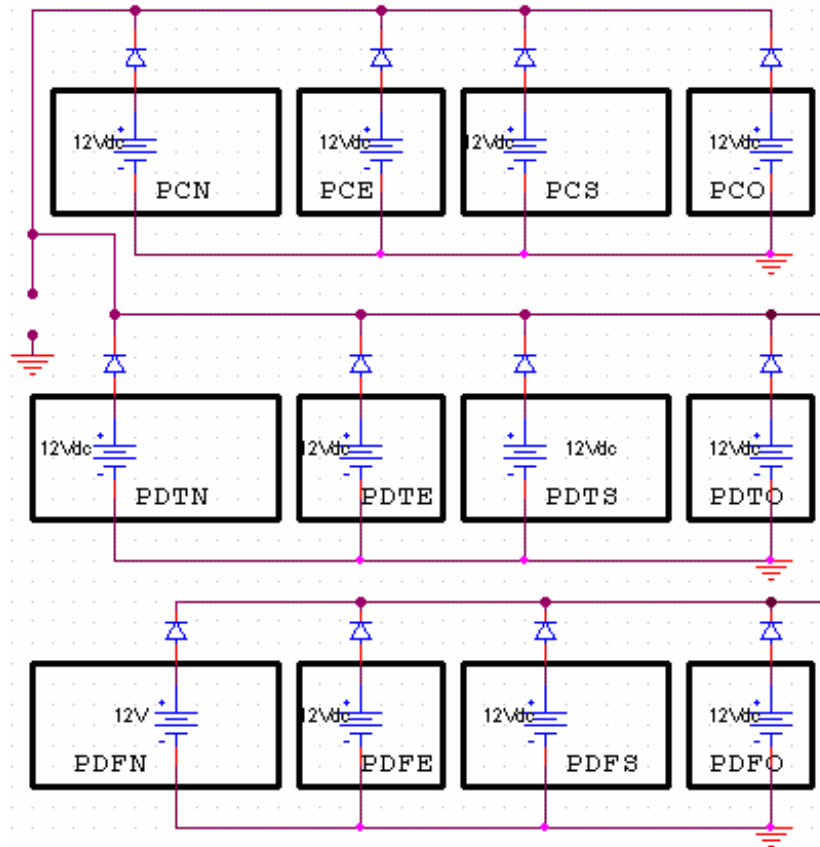 12Vdc 12Vdc 12Vdc 12Vdc
PCN PCE PCS PCO
12Vdc 12Vdc 12Vdc 12Vdc
PDTN PDTE PDTS PDTO
12V 12Vdc 12Vdc 12Vdc
PDFN PDFE PDFS PDFO